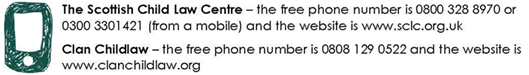 The Scottish Child Law Centre – the free phone number is 0800 328 8970 or
0300 3301421 (from a mobile) and the website is www.sclc.org.uk
Clan Childlaw – the free phone number is 0808 129 0522 and the website is
www.clanchildlaw.org